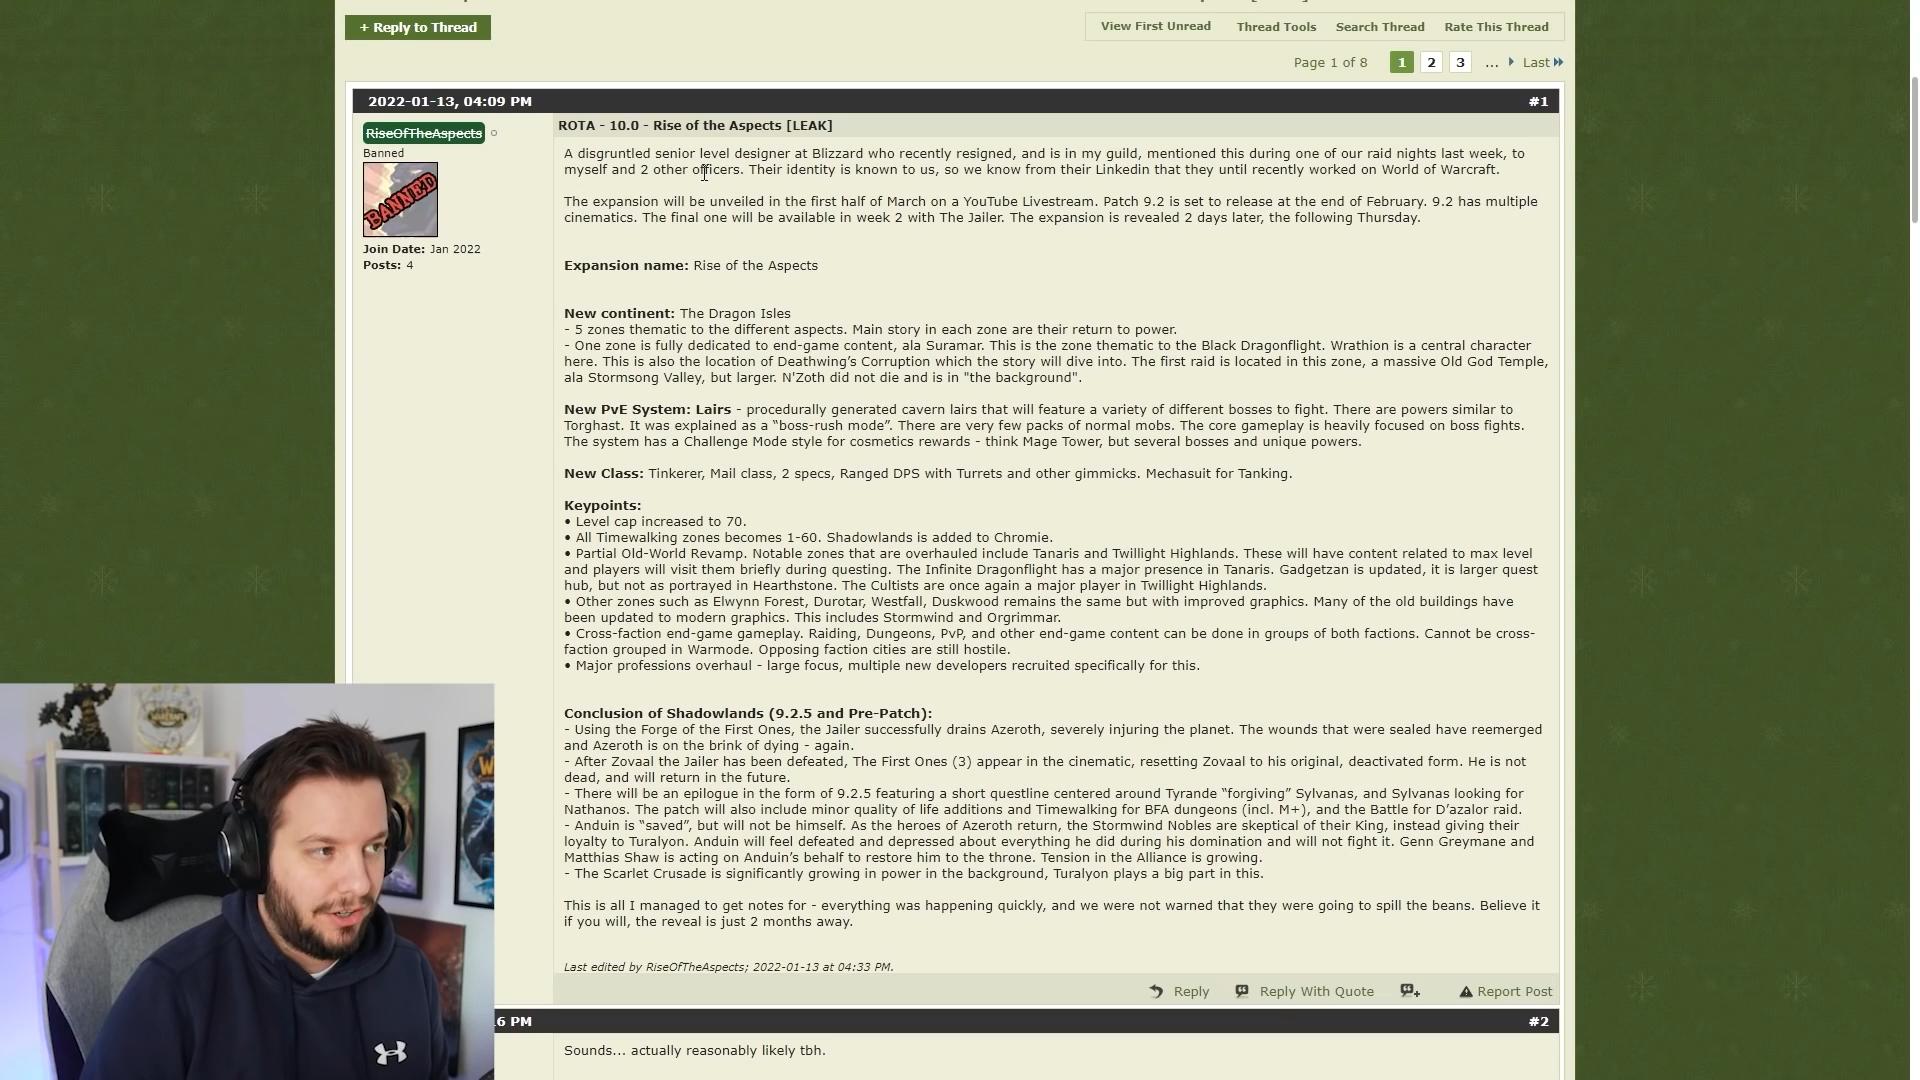 + Reply to Thread
View First Unread Thread Tools Search Thread Rate This Thread
Page 1 of 8 1 2 3 ... Last
2022-01-13, 04:09 PM #1
RiseOfTheAspects
Banned
BANNED
Join Date: Jan 2022
Posts: 4
ROTA - 10.0 - Rise of the Aspects [LEAK]
A disgruntled senior level designer at Blizzard who recently resigned, and is in my guild, mentioned this during one of our raid nights last week, to
myself and 2 other officers. Their identity is known to us, so we know from their Linkedin that they until recently worked on World of Warcraft.
The expansion will be unveiled in the first half of March on a YouTube Livestream. Patch 9.2 is set to release at the end of February. 9.2 has multiple
cinematics. The final one will be available in week 2 with The Jailer. The expansion is revealed 2 days later, the following Thursday.
Expansion name: Rise of the Aspects
New continent: The Dragon Isles
- 5 zones thematic to the different aspects. Main story in each zone are their return to power.
- One zone is fully dedicated to end-game content, ala Suramar. This is the zone thematic to the Black Dragonflight. Wrathion is a central character
here. This is also the location of Deathwing's Corruption which the story will dive into. The first raid is located in this zone, a massive Old God Temple,
ala Stormsong Valley, but larger. N'Zoth did not die and is in "the background".
New PvE System: Lairs - procedurally generated cavern lairs that will feature a variety of different bosses to fight. There are powers similar to
Torghast. It was explained as a “boss-rush mode”. There are very few packs of normal mobs. The core gameplay is heavily focused on boss fights.
The system has a Challenge Mode style for cosmetics rewards - think Mage Tower, but several bosses and unique powers.
New Class: Tinkerer, Mail class, 2 specs, Ranged DPS with Turrets and other gimmicks. Mechasuit for Tanking.
Keypoints:
• Level cap increased to 70.
• All Timewalking zones becomes 1-60. Shadowlands is added to Chromie.
• Partial Old-World Revamp. Notable zones that are overhauled include Tanaris and Twillight Highlands. These will have content related to max level
and players will visit them briefly during questing. The Infinite Dragonflight has a major presence in Tanaris. Gadgetzan is updated, it is larger quest
hub, but not as portrayed in Hearthstone. The Cultists are once again a major player in Twillight Highlands.
• Other zones such as Elwynn Forest, Durotar, Westfall, Duskwood remains the same but with improved graphics. Many of the old buildings have
been updated to modern graphics. This includes Stormwind and Orgrimmar.
• Cross-faction end-game gameplay. Raiding, Dungeons, PvP, and other end-game content can be done in groups of both factions. Cannot be cross-
faction grouped in Warmode. Opposing faction cities are still hostile.
• Major professions overhaul - large focus, multiple new developers recruited specifically for this.
Conclusion of Shadowlands (9.2.5 and Pre-Patch):
- Using the Forge of the First Ones, the Jailer successfully drains Azeroth, severely injuring the planet. The wounds that were sealed have reemerged
and Azeroth is on the brink of dying - again.
- After Zovaal the Jailer has been defeated, The First Ones (3) appear in the cinematic, resetting Zovaal to his original, deactivated form. He is not
dead, and will return in the future.
- There will be an epilogue in the form of 9.2.5 featuring a short questline centered around Tyrande “forgiving” Sylvanas, and Sylvanas looking for
Nathanos. The patch will also include minor quality of life additions and Timewalking for BFA dungeons (incl. M+), and the Battle for D’azalor raid.
- Anduin is “saved”, but will not be himself. As the heroes of Azeroth return, the Stormwind Nobles are skeptical of their King, instead giving their
loyalty to Turalyon. Anduin will feel defeated and depressed about everything he did during his domination and will not fight it. Genn Greymane and
Matthias Shaw is acting on Anduin’s behalf to restore him to the throne. Tension in the Alliance is growing.
- The Scarlet Crusade is significantly growing in power in the background, Turalyon plays a big part in this.
This is all I managed to get notes for - everything was happening quickly, and we were not warned that they were going to spill the beans. Believe it
if you will, the reveal is just 2 months away.
Last edited by RiseOfTheAspects; 2022-01-13 at 04:33 PM.
Reply Reply With Quote Report Post
6 PM #2
Sounds... actually reasonably likely tbh.